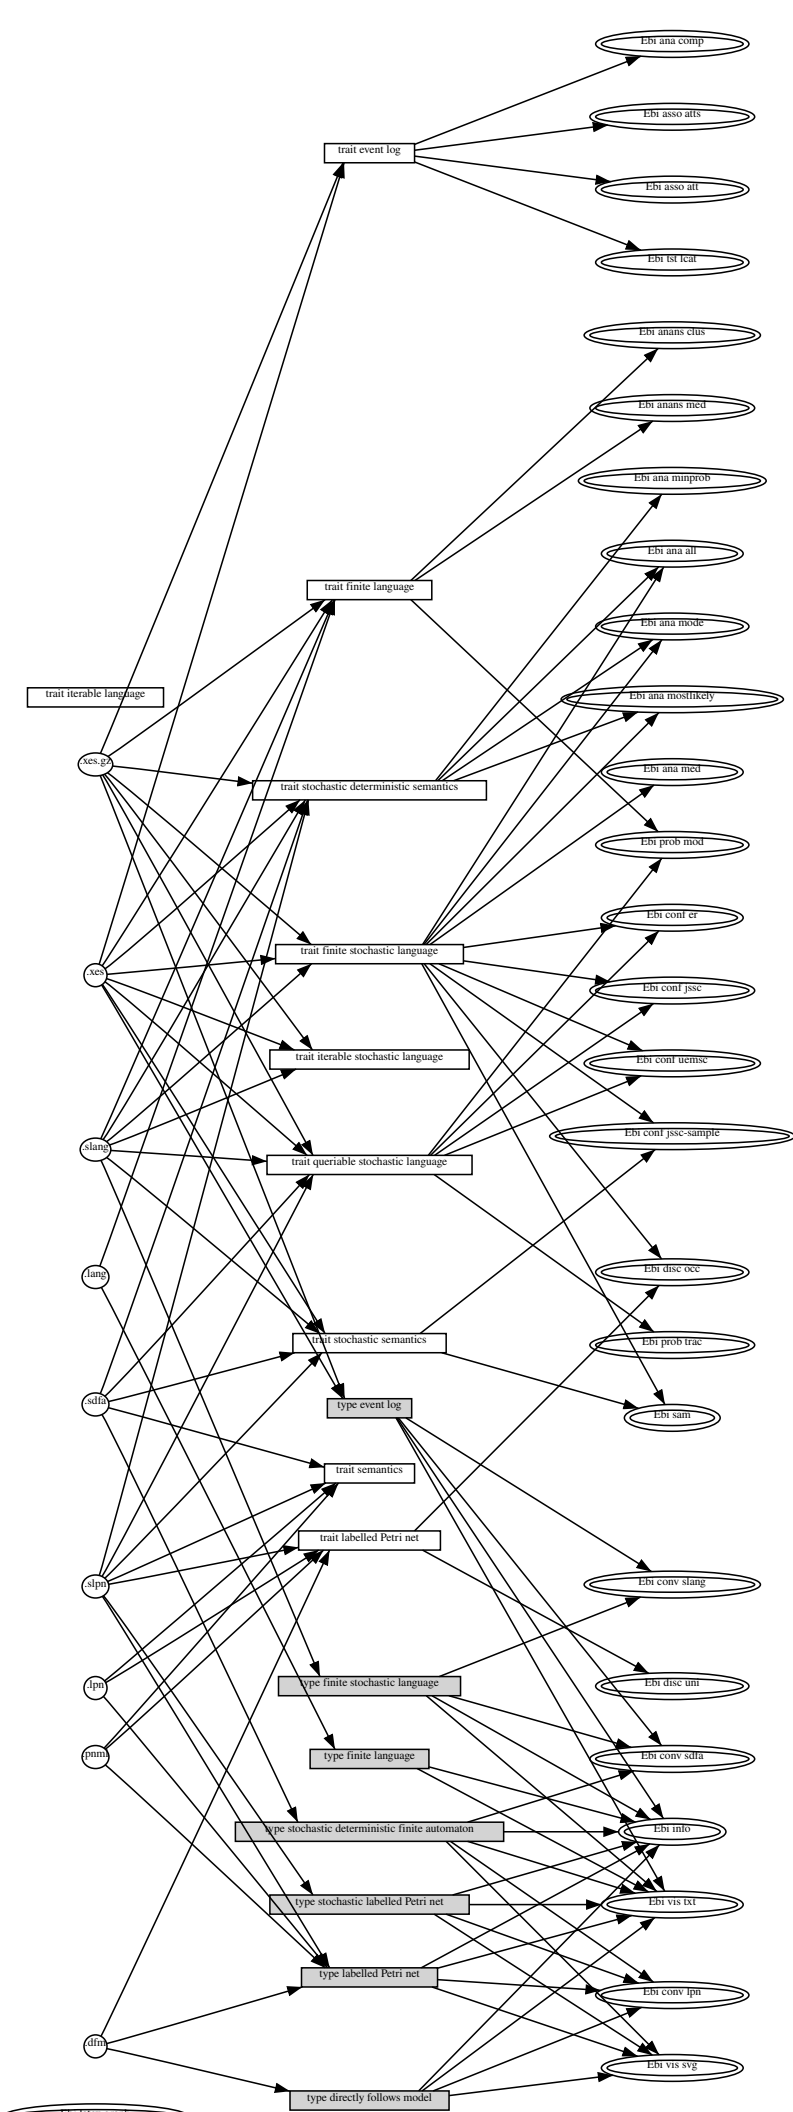 Ebi ana comp
Ebi asso atts
trait event log
Ebi asso att
Ebi tst lcat
Ebi anans clus
Ebi anans med
Ebi ana minprob
Ebi ana all
trait finite language
Ebi ana mode
trait iterable language
Ebi ana mostlikely
.xes.gz
Ebi ana med
trait stochastic deterministic semantics
Ebi prob mod
Ebi conf er
trait finite stochastic language
.xes
Ebi conf jssc
trait iterable stochastic language
Ebi conf uemsc
Ebi conf jssc-sample
.slang
trait queriable stochastic language
.lang
Ebi disc occ
trait stochastic semantics
Ebi prob trac
.sdfa
type event log
Ebi sam
trait semantics
trait labelled Petri net
.slpn
Ebi conv slang
type finite stochastic language
.lpn
Ebi disc uni
.pnml
type finite language
Ebi conv sdfa
type stochastic deterministic finite automaton
Ebi info
type stochastic labelled Petri net
Ebi vis txt
type labelled Petri net
Ebi conv lpn
.dfm
Ebi vis svg
type directly follows model